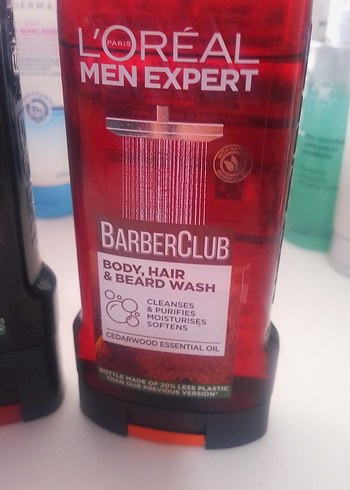 L'ORÉAL
PARIS
MEN EXPERT
BARBERCLUB
BODY, HAIR
& BEARD WASH
CLEANSES
& PURIFIES
MOISTURISES
SOFTENS
CEDARWOOD ESSENTIAL OIL
BOTTLE MADE OF 20% LESS PLASTIC
THAN OUR PREVIOUS VERSION*